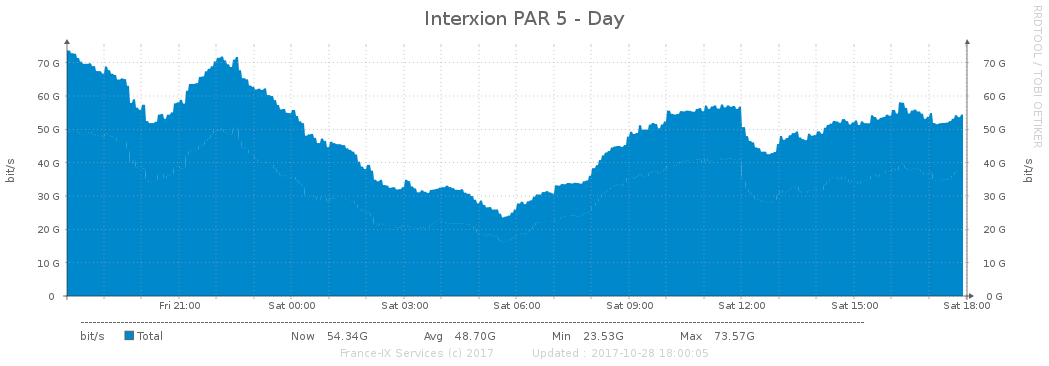 Interxion PAR 5 - Day
RRDTOOL / TOBI OETIKER
bit/s
70 G
60 G
50 G
40 G
30 G
20 G
10 G
0
70 G
60 G
50 G
40 G
30 G
20 G
10 G
0 G
bit/s
Fri 21:00 Sat 00:00 Sat 03:00 Sat 06:00 Sat 09:00 Sat 12:00 Sat 15:00 Sat 18:00
bit/s Total Now 54.34G Avg 48.70G Min 23.53G Max 73.57G
France-IX Services (c) 2017 Updated : 2017-10-28 18:00:05